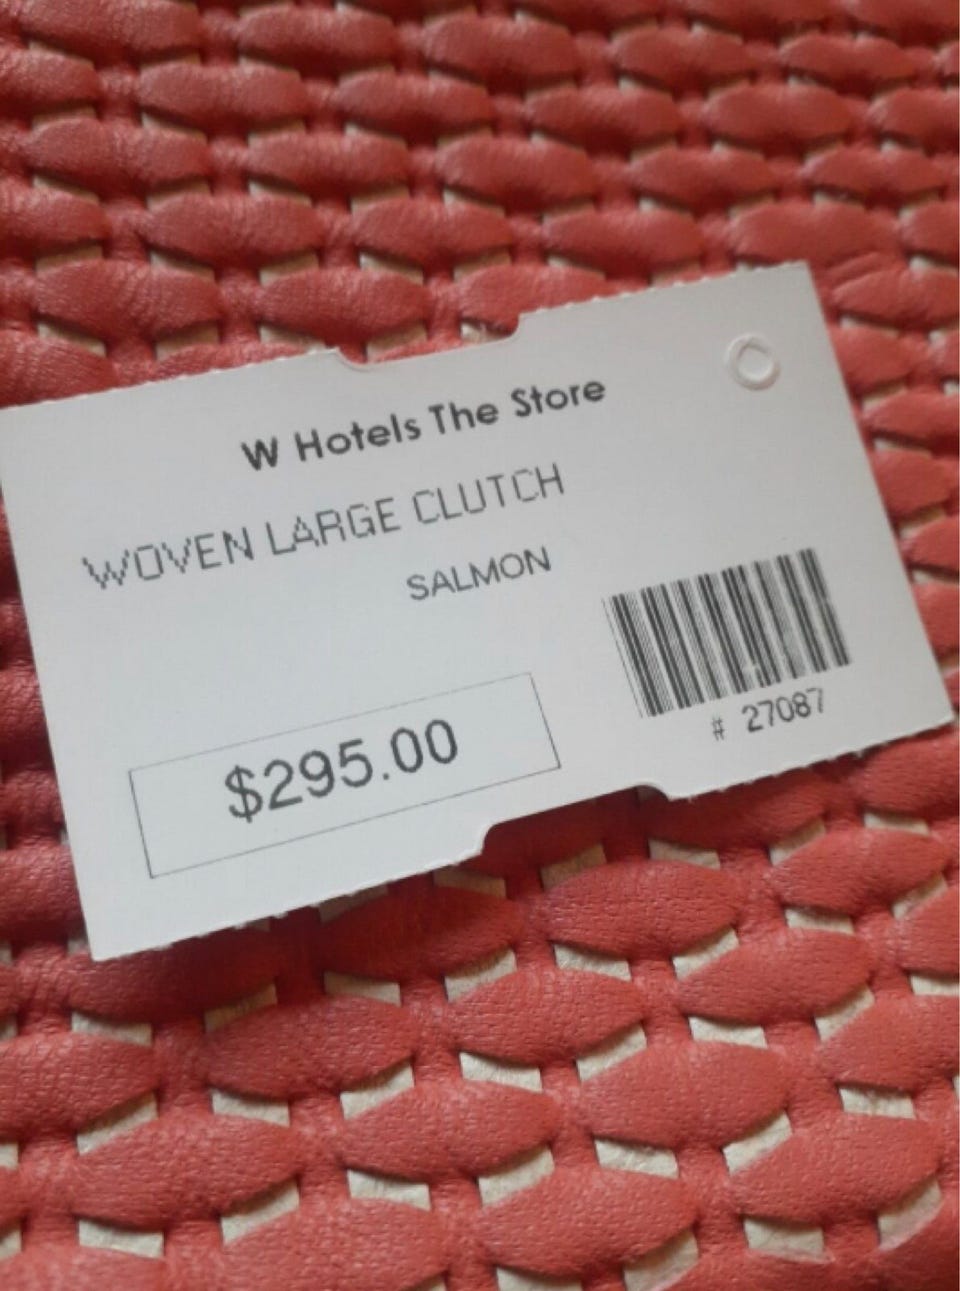 W Hotels The Store
WOVEN LARGE CLUTCH
SALMON
$295.00
# 27087